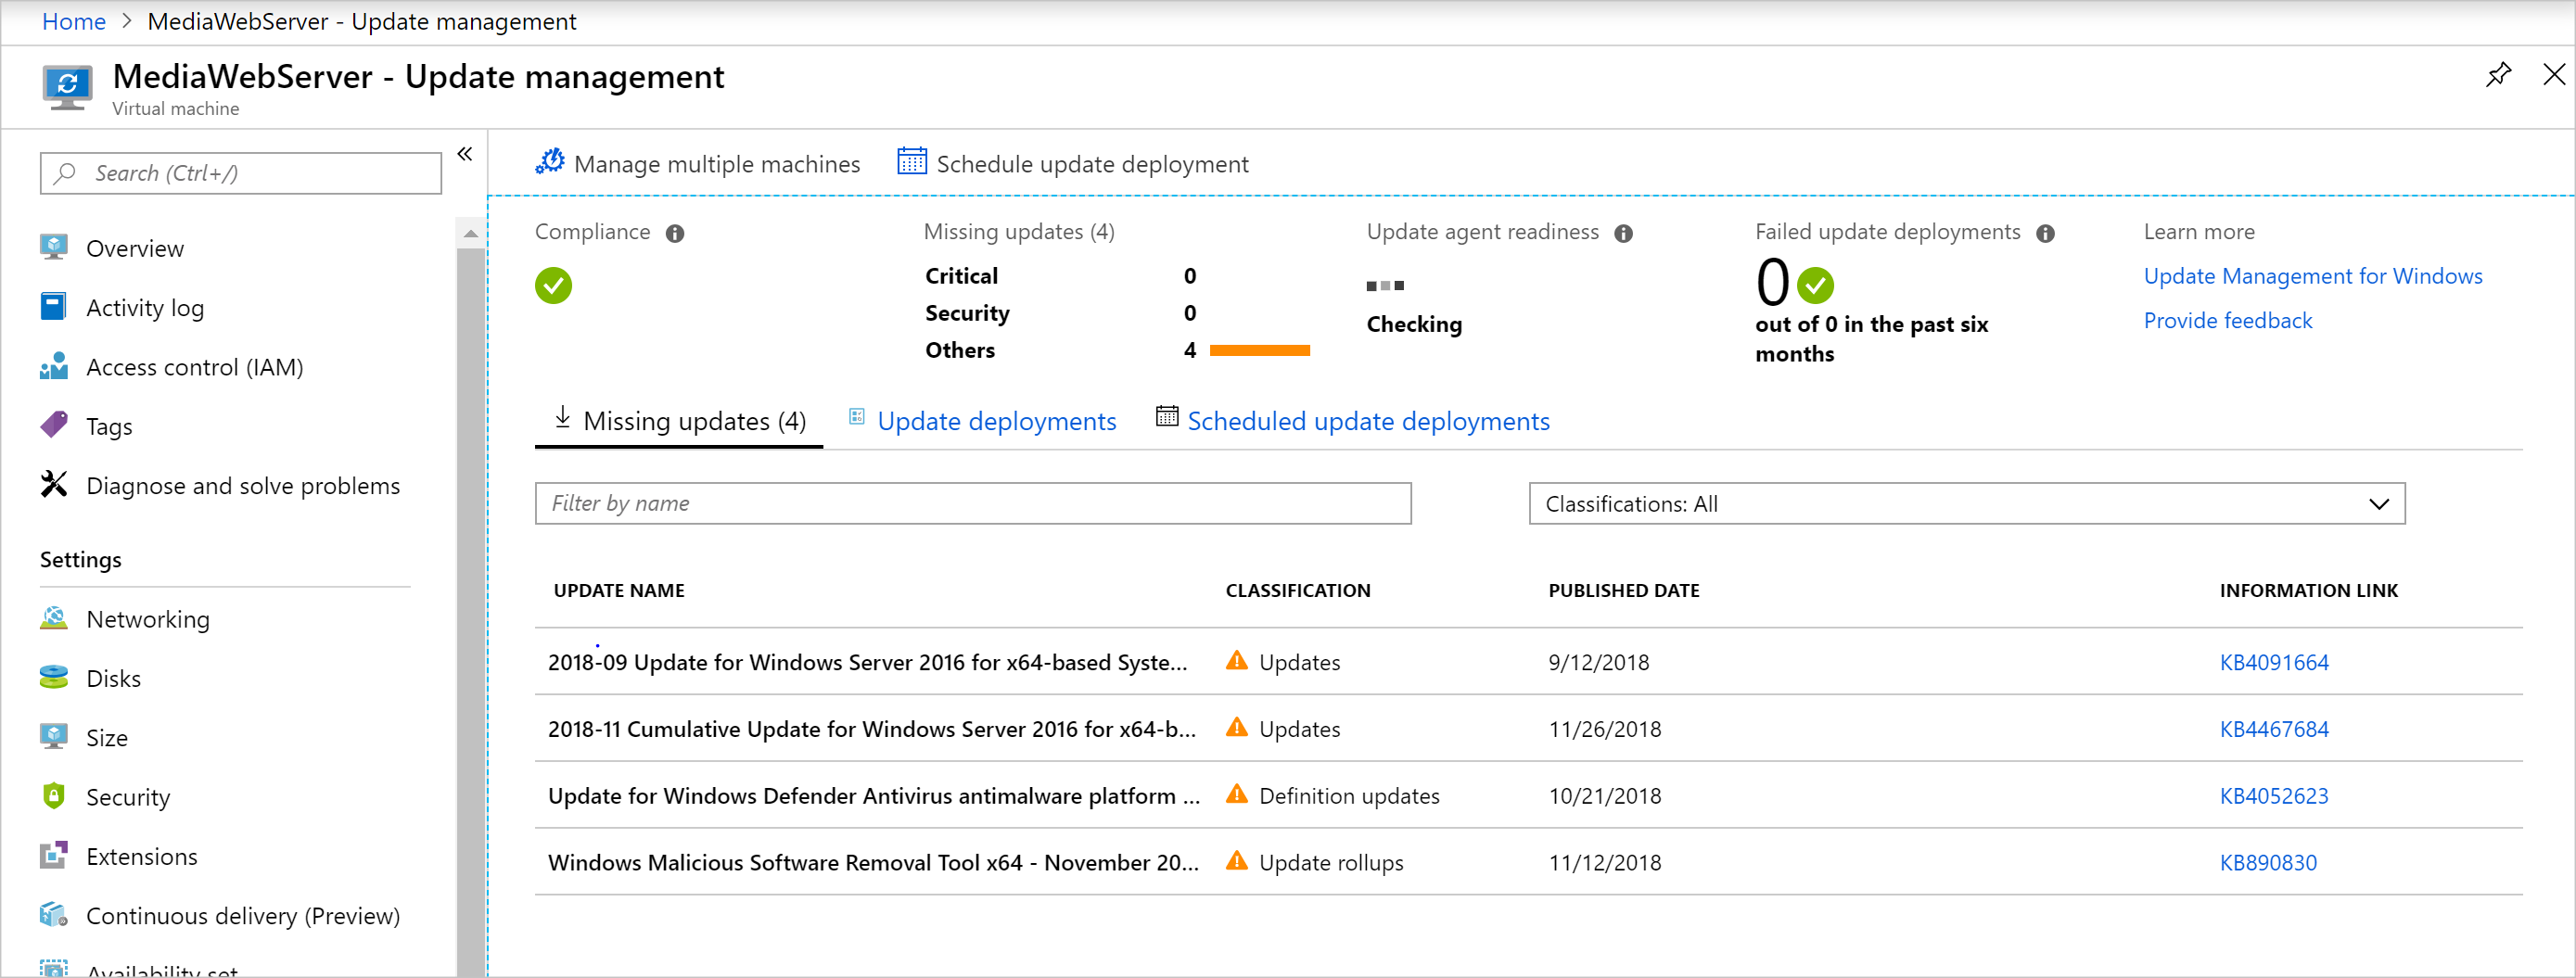 Home > MediaWebServer - Update management
MediaWebServer - Update management
Virtual machine
Search (Ctrl+/)
«
Overview
Activity log
Access control (IAM)
Tags
Diagnose and solve problems
Settings
Networking
Disks
Size
Security
Extensions
Continuous delivery (Preview)
Availability set
Manage multiple machines
Schedule update deployment
Compliance
Missing updates (4)
Critical 0
Security 0
Others 4
Update agent readiness
Checking
Failed update deployments
0
out of 0 in the past six
months
Learn more
Update Management for Windows
Provide feedback
Missing updates (4)
Update deployments
Scheduled update deployments
Filter by name
Classifications: All
UPDATE NAME CLASSIFICATION PUBLISHED DATE INFORMATION LINK
2018-09 Update for Windows Server 2016 for x64-based Syste... Updates 9/12/2018 KB4091664
2018-11 Cumulative Update for Windows Server 2016 for x64-b... Updates 11/26/2018 KB4467684
Update for Windows Defender Antivirus antimalware platform ... Definition updates 10/21/2018 KB4052623
Windows Malicious Software Removal Tool x64 - November 20... Update rollups 11/12/2018 KB890830